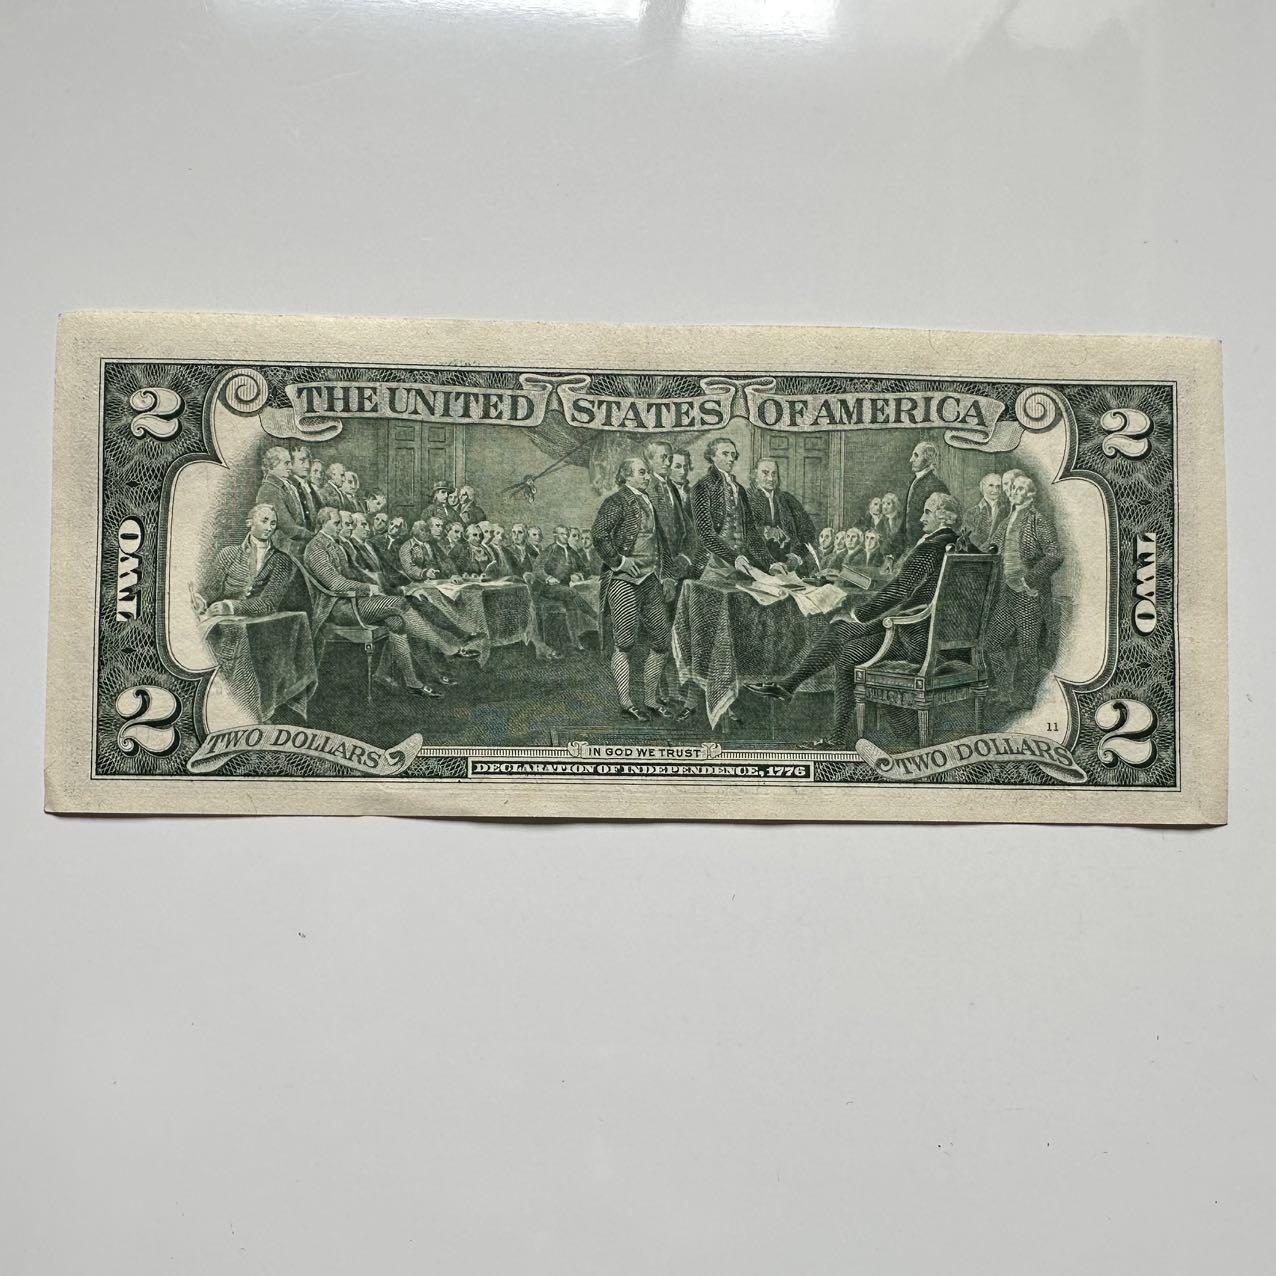 THE UNITED STATES OF AMERICA
2
2
TWO
TWO
2
2
11
TWO DOLLARS
IN GOD WE TRUST
TWO DOLLARS
DECLARATION OF INDEPENDENCE, 1776